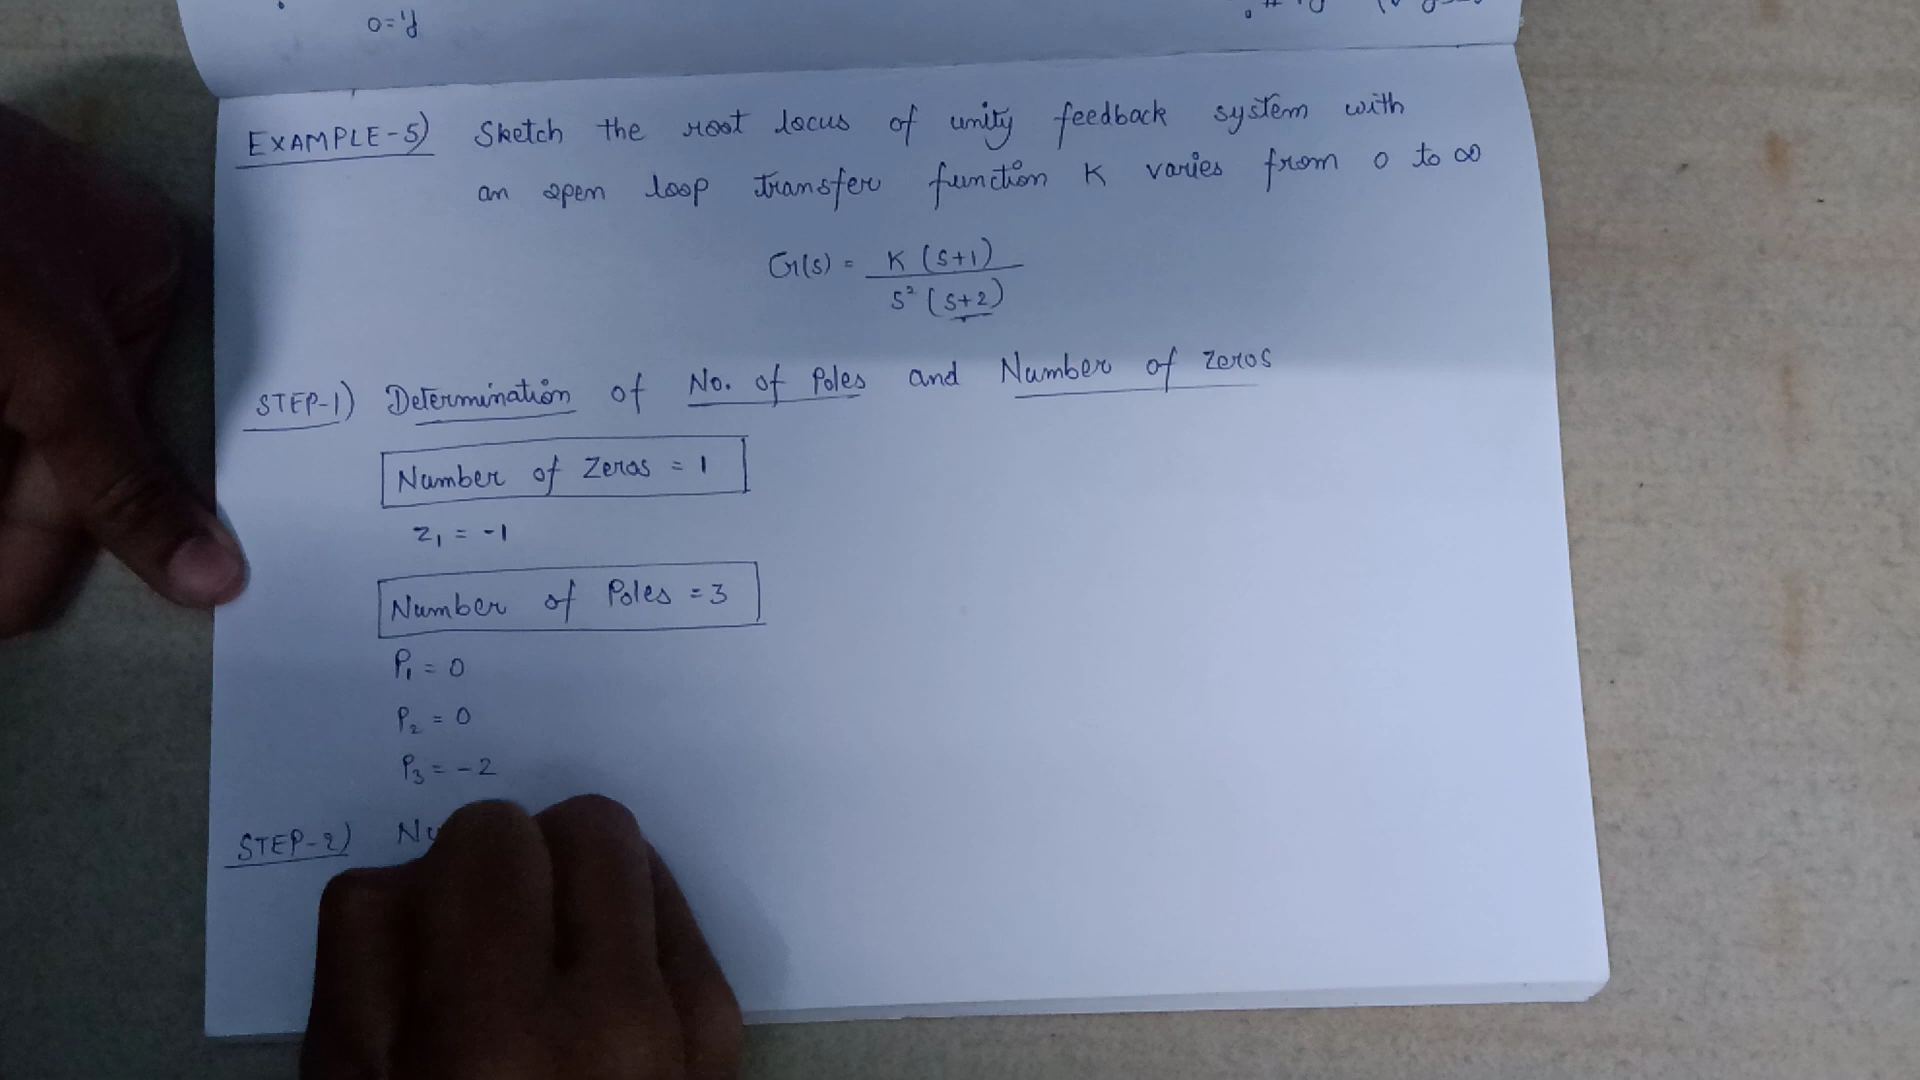 EXAMPLE-5) Sketch the root locus of unity feedback system with
an open loop transfer function K varies from 0 to ∞
G(s) = K (s+1)
s² (s+2)
STEP-1) Determination of No. of Poles and Number of zeros
Number of zeros = 1
z₁ = -1
Number of Poles = 3
P₁ = 0
P₂ = 0
P₃ = -2
STEP-2)